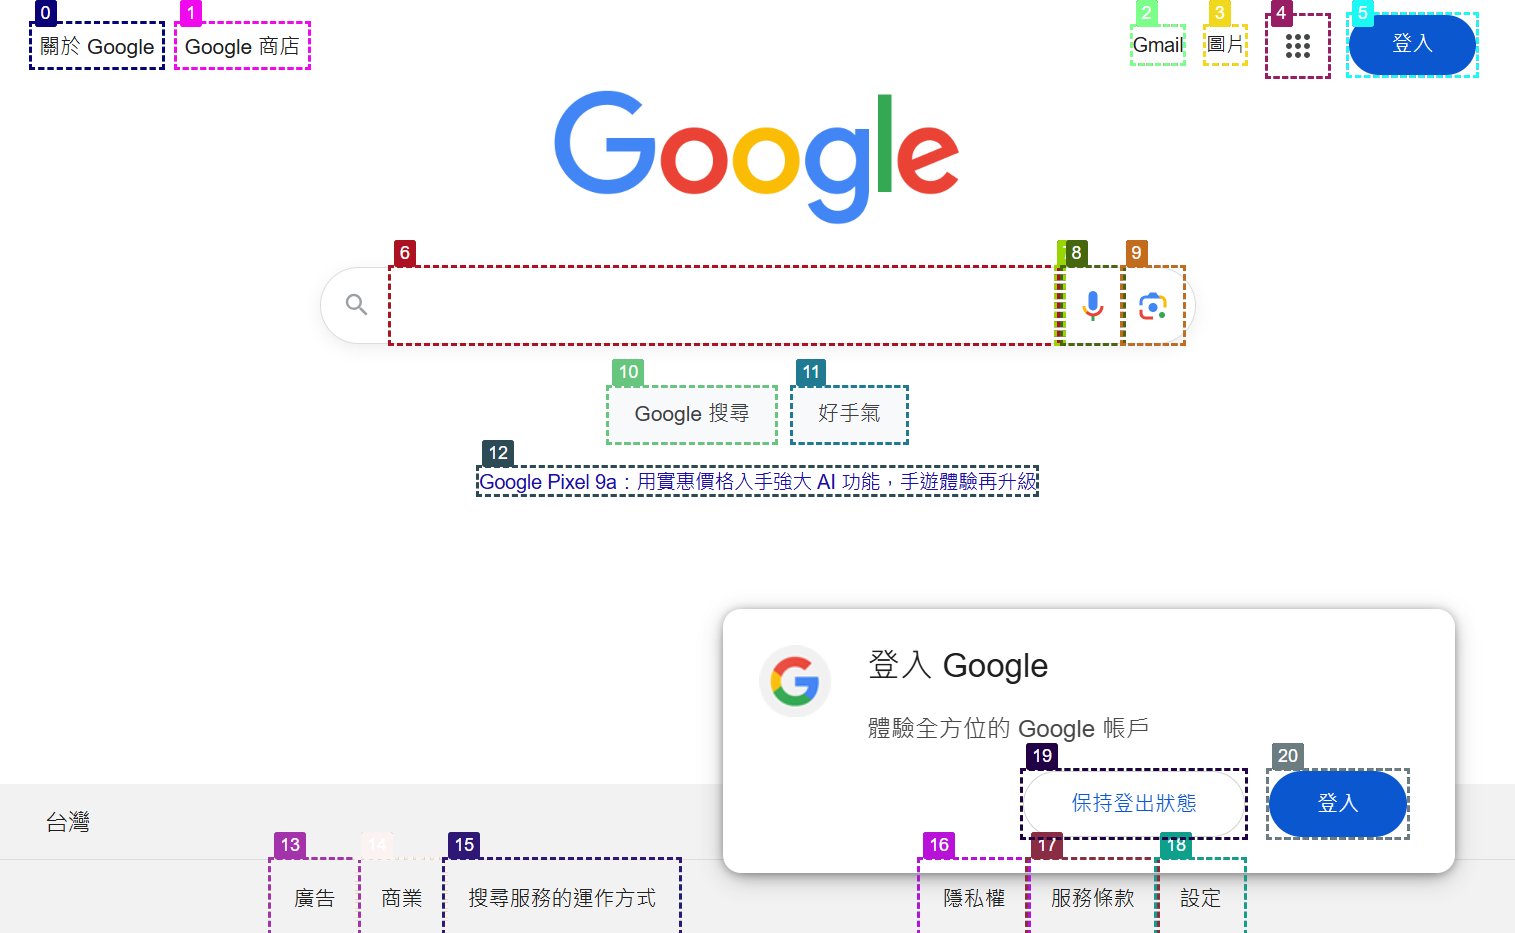 0
1
2
3
4
5
關於 Google
Google 商店
Gmail
圖片
登入
Google
6
8
9
10
11
Google 搜尋
好手氣
12
Google Pixel 9a：用實惠價格入手強大 AI 功能，手遊體驗再升級
登入 Google
體驗全方位的 Google 帳戶
19
20
保持登出狀態
登入
台灣
13
14
15
16
17
18
廣告
商業
搜尋服務的運作方式
隱私權
服務條款
設定